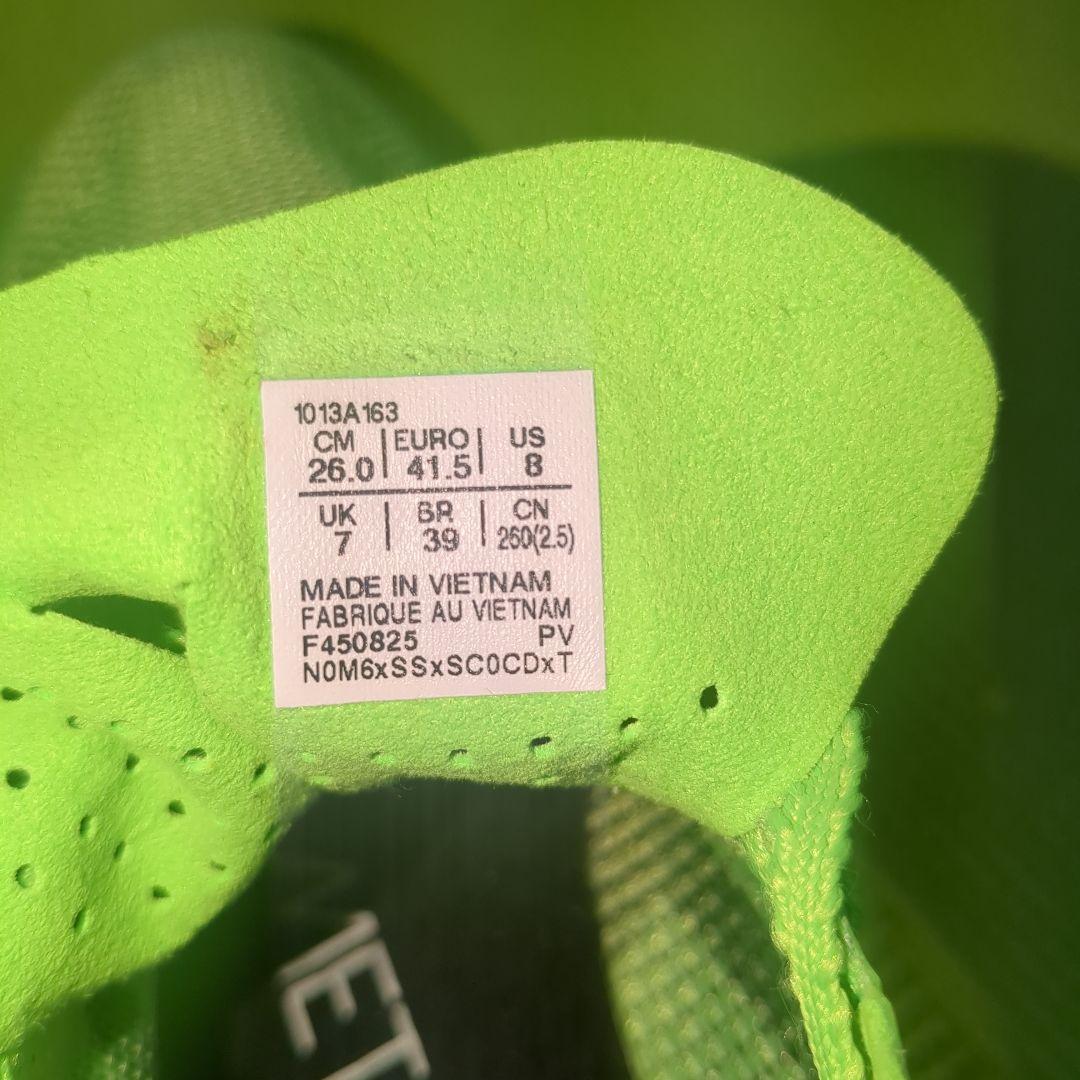 1013A163
CM | EURO | US
26.0 | 41.5 | 8
UK | BR | CN
7 | 39 | 260(2.5)
MADE IN VIETNAM
FABRIQUE AU VIETNAM
F450825 PV
N0M6xSSxSC0CDxT